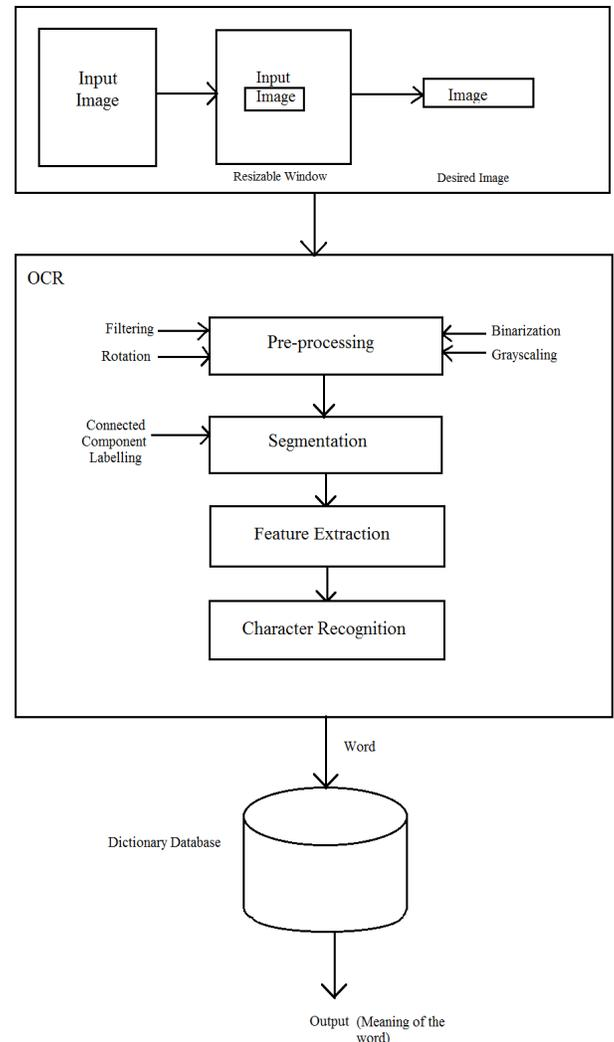 Input
Image
Input
Image
Image
Resizable Window
Desired Image
OCR
Filtering
Rotation
Pre-processing
Binarization
Grayscaling
Connected
Component
Labelling
Segmentation
Feature Extraction
Character Recognition
Word
Dictionary Database
Output (Meaning of the
word)